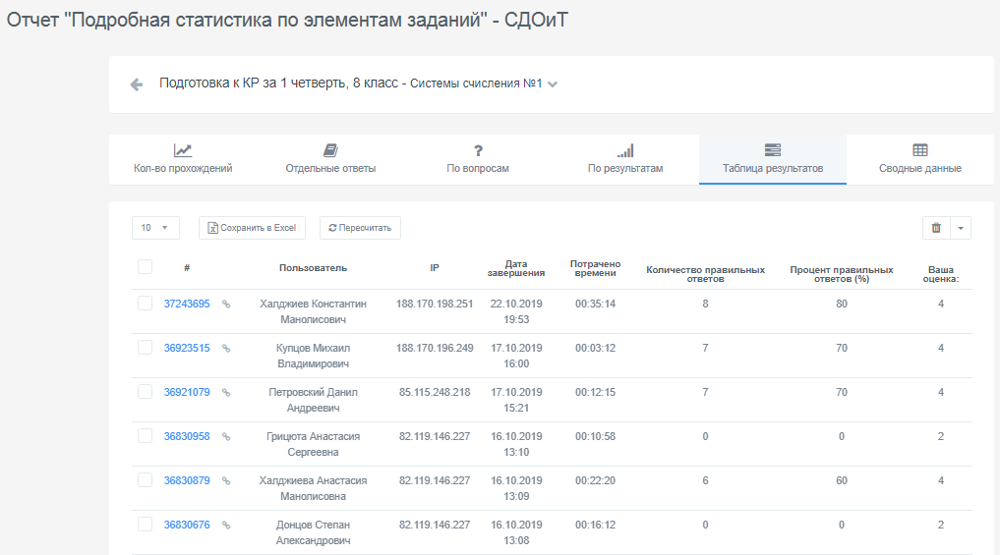 Отчет "Подробная статистика по элементам заданий" - СДОиТ
Подготовка к КР за 1 четверть, 8 класс - Системы счисления №1
Кол-во прохождений Отдельные ответы По вопросам По результатам Таблица результатов Сводные данные
10 Сохранить в Excel Пересчитать
# Пользователь IP Дата завершения Потрачено времени Количество правильных ответов Процент правильных ответов (%) Ваша оценка:
37243695 Халджиев Константин 188.170.198.251 22.10.2019 00:35:14 8 80 4
Манолисович 19:53
36923515 Купцов Михаил 188.170.196.249 17.10.2019 00:03:12 7 70 4
Владимирович 16:00
36921079 Петровский Данил 85.115.248.218 17.10.2019 00:12:15 7 70 4
Андреевич 15:21
36830958 Грицюта Анастасия 82.119.146.227 16.10.2019 00:10:58 0 0 2
Сергеевна 13:10
36830879 Халджиева Анастасия 82.119.146.227 16.10.2019 00:22:20 6 60 4
Манолисовна 13:09
36830676 Донцов Степан 82.119.146.227 16.10.2019 00:16:12 0 0 2
Александрович 13:08